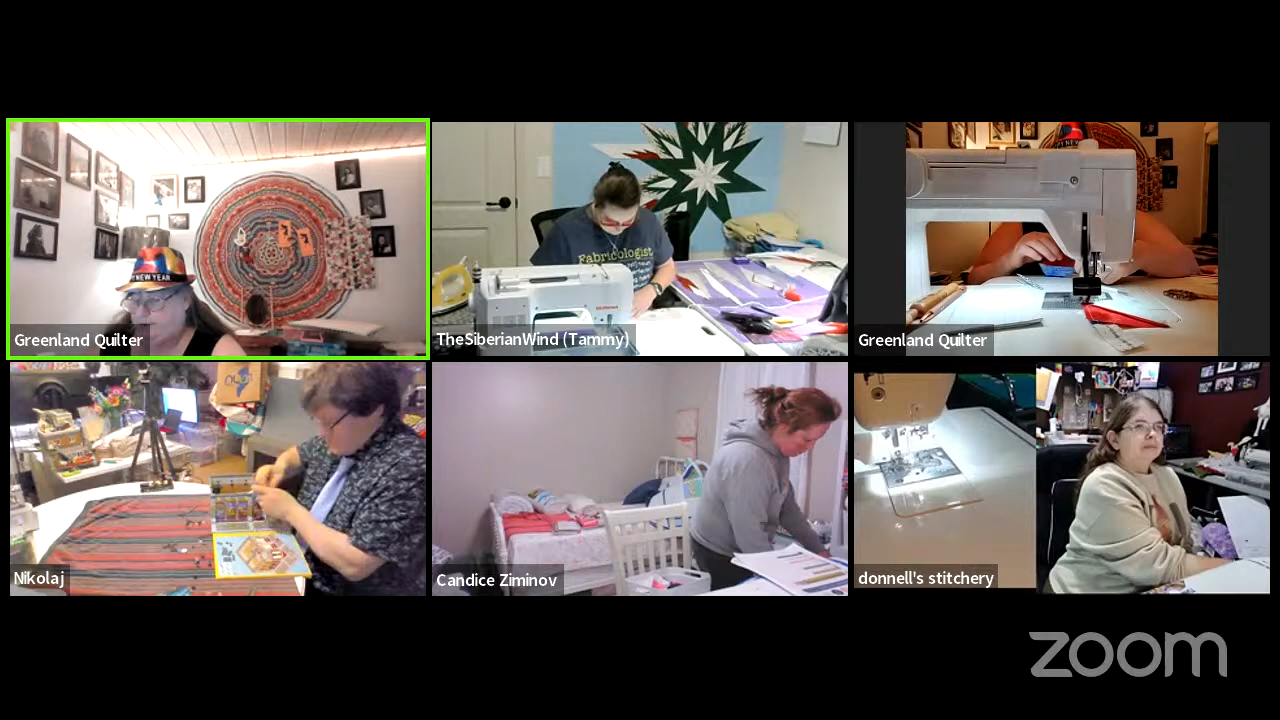 NEW YEAR
Greenland Quilter
Fabricologist
TheSiberianWind (Tammy)
Greenland Quilter
Nikolaj
Candice Ziminov
donnell's stitchery
zoom